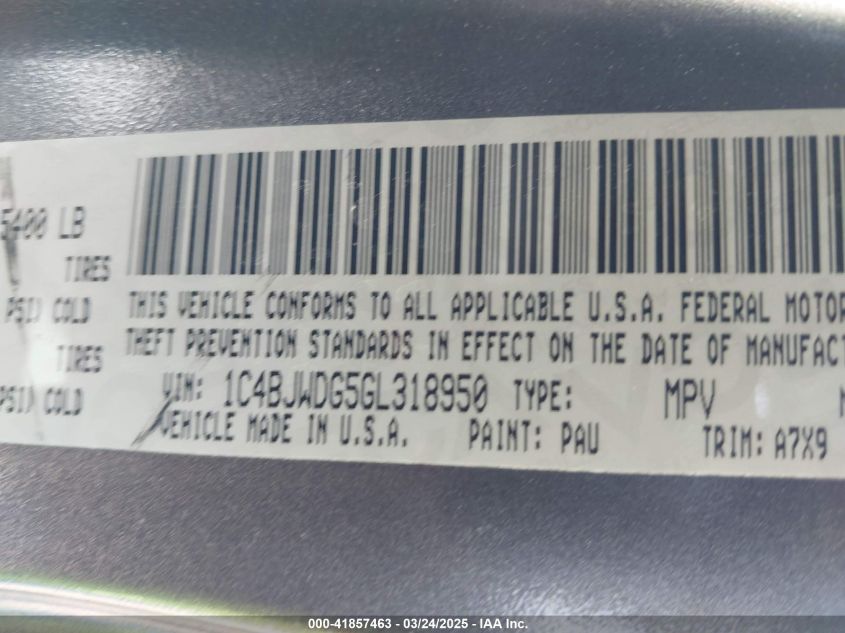 5400 LB
TIRES
PSI) COLD
TIRES
PSI) COLD
THIS VEHICLE CONFORMS TO ALL APPLICABLE U.S.A. FEDERAL MOTOR
THEFT PREVENTION STANDARDS IN EFFECT ON THE DATE OF MANUFACT
VIN: 1C4BJWDG5GL318950 TYPE: MPV
VEHICLE MADE IN U.S.A. PAINT: PAU TRIM: A7X9
000-41857463 - 03/24/2025 - IAA Inc.